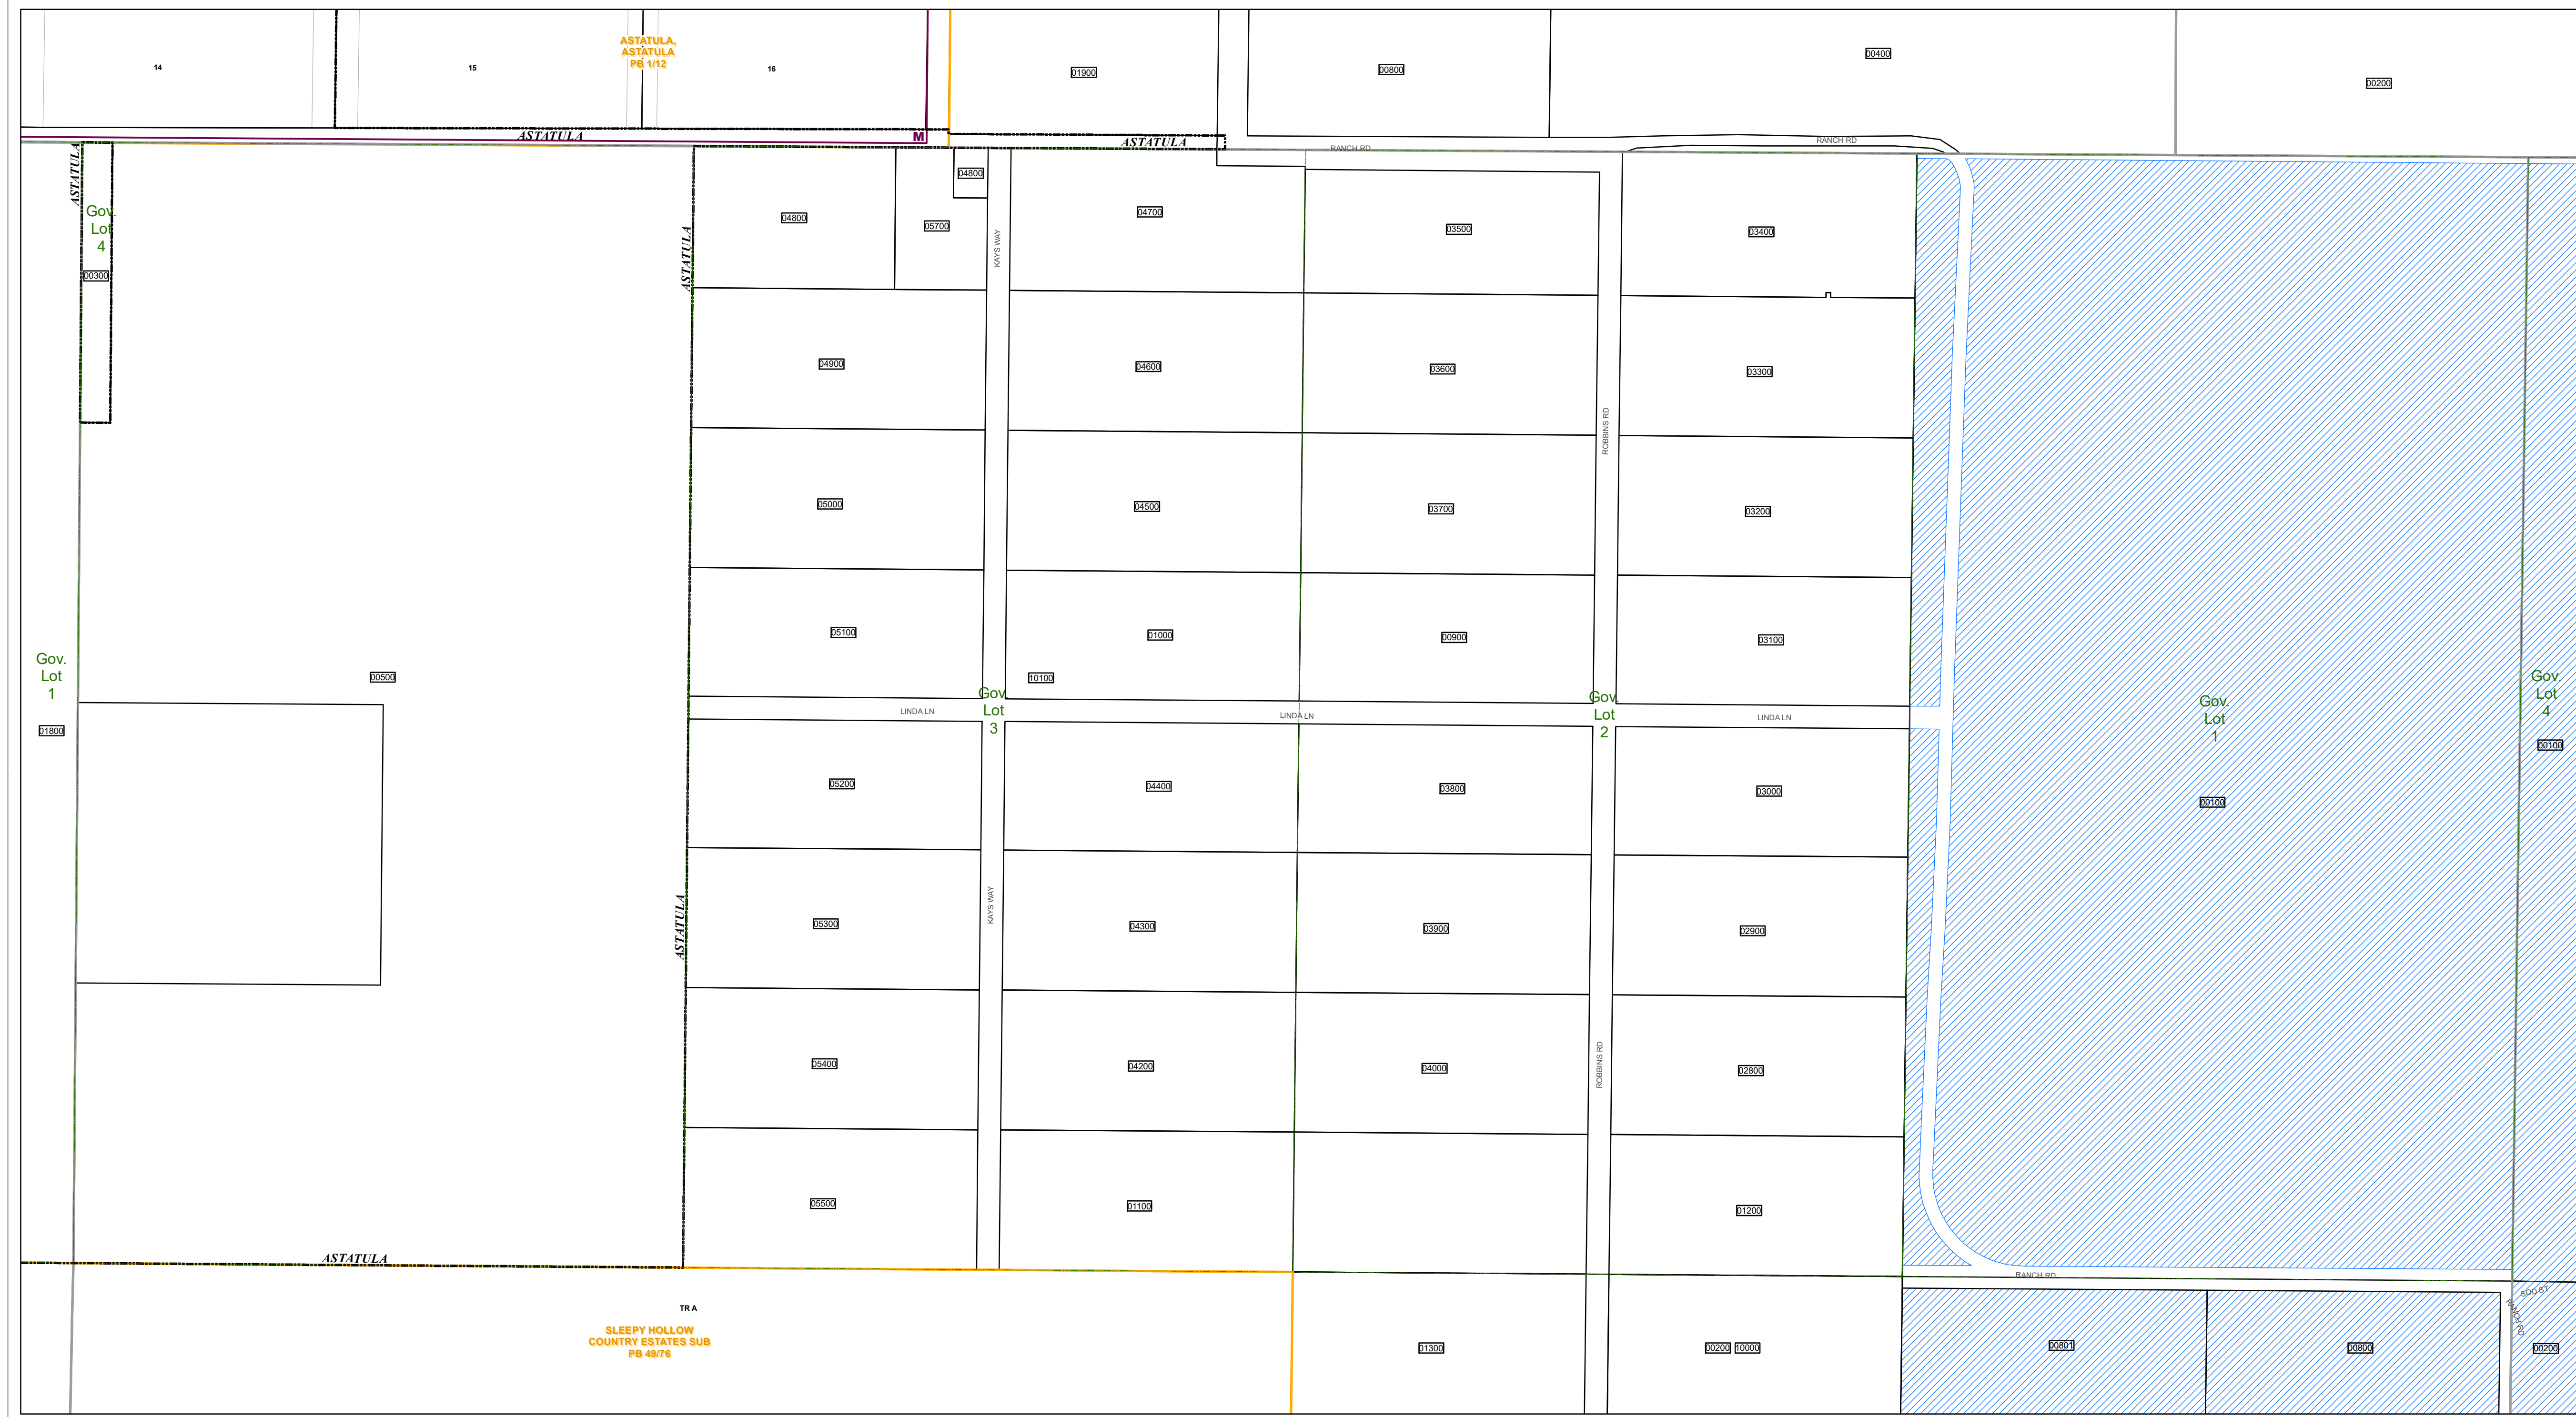 ASTATULA,
ASTATULA
PB 1/12
14
15
16
01900
00800
00400
00200
ASTATULA
M
ASTATULA
RANCH RD
RANCH RD
ASTATULA
Gov.
Lot
4
00300
ASTATULA
04800
05700
04800
KAYS WAY
04700
03500
03400
04900
04600
03600
ROBBINS RD
03300
05000
04500
03700
03200
05100
01000
00900
03100
Gov.
Lot
1
01800
00500
10100
Gov.
Lot
3
LINDA LN
LINDA LN
Gov.
Lot
2
LINDA LN
Gov.
Lot
1
00100
Gov.
Lot
4
00100
05200
04400
03800
03000
ASTATULA
05300
KAYS WAY
04300
03900
02900
05400
04200
04000
ROBBINS RD
02800
05500
01100
01200
ASTATULA
RANCH RD
SOD ST
RANCH RD
TR A
SLEEPY HOLLOW
COUNTRY ESTATES SUB
PB 49/76
01300
00200 10000
00801
00800
00200